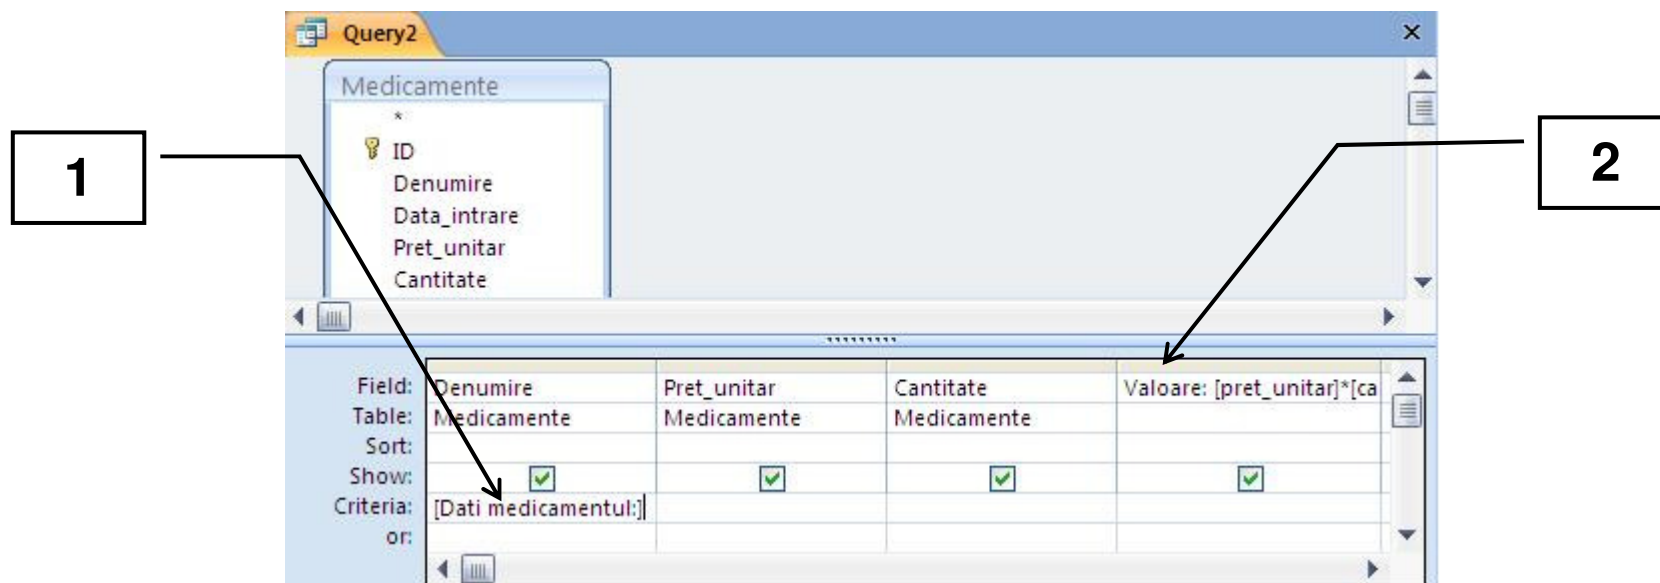 Query2
Medicamente
*
ID
Denumire
Data_intrare
Pret_unitar
Cantitate
1
2
Field: Denumire Pret_unitar Cantitate Valoare: [pret_unitar]*[ca
Table: Medicamente Medicamente Medicamente
Sort:
Show:
Criteria: [Dati medicamentul:]
or: